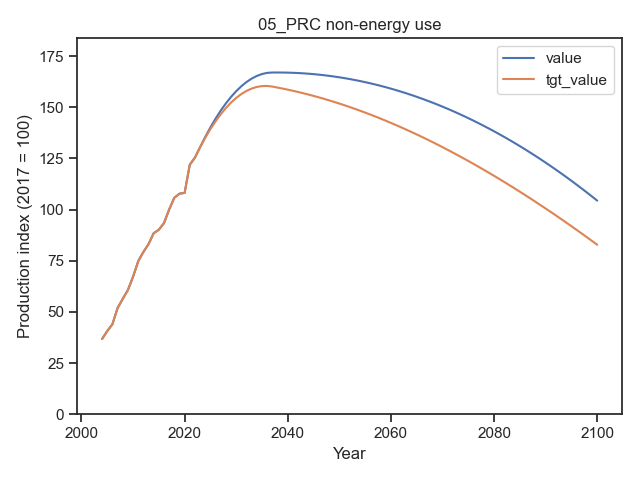 05_PRC non-energy use
value
tgt_value
Production index (2017 = 100)
175
150
125
100
75
50
25
0
2000
2020
2040
2060
2080
2100
Year